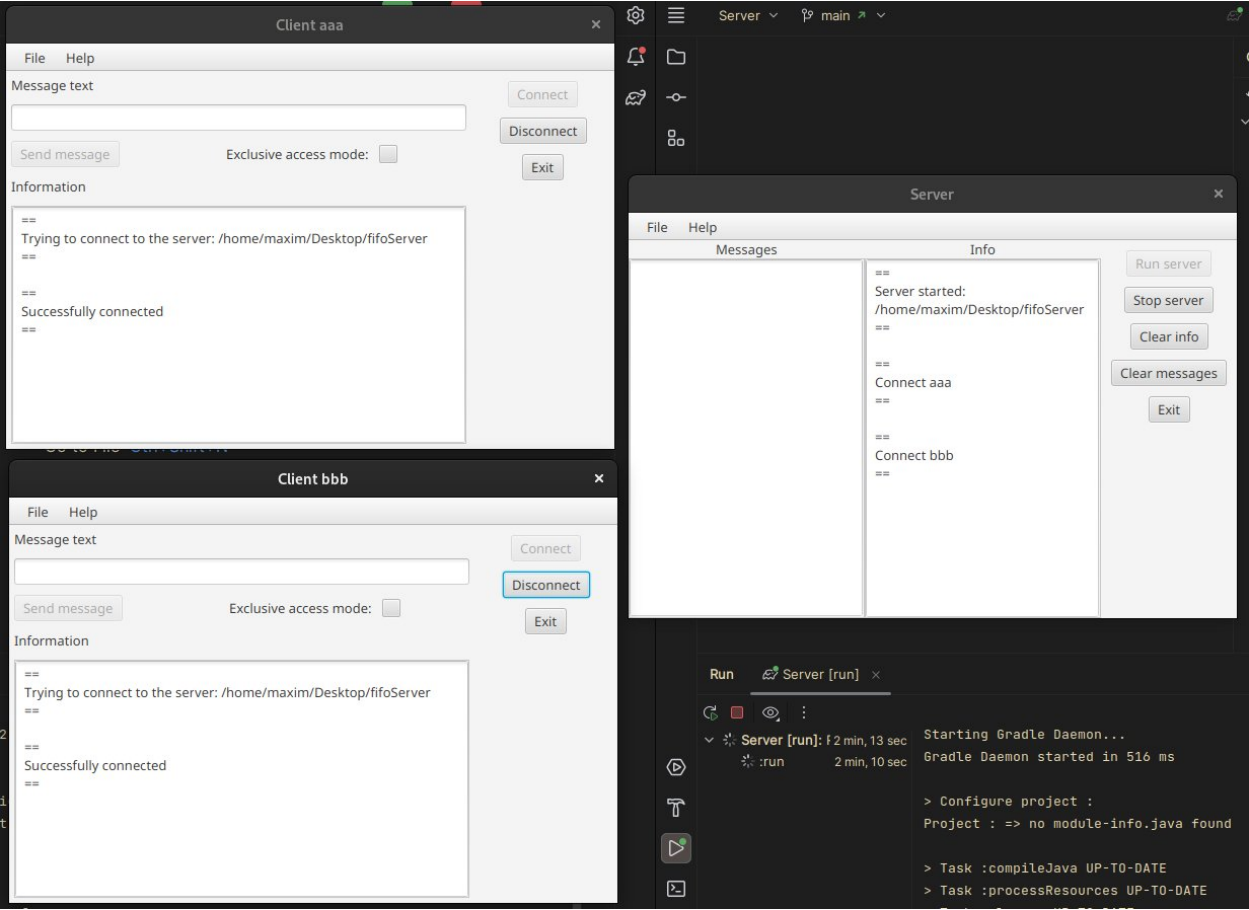 Client aaa
×
File Help
Message text
Connect
Disconnect
Send message
Exclusive access mode:
Exit
Information
==
Trying to connect to the server: /home/maxim/Desktop/fifoServer
==
==
Successfully connected
==
Client bbb
×
File Help
Message text
Connect
Disconnect
Send message
Exclusive access mode:
Exit
Information
==
Trying to connect to the server: /home/maxim/Desktop/fifoServer
==
==
Successfully connected
==
Server
main
Server
×
File Help
Messages
Info
==
Server started:
/home/maxim/Desktop/fifoServer
==
==
Connect aaa
==
==
Connect bbb
==
Run server
Stop server
Clear info
Clear messages
Exit
Run
Server [run] ×
Server [run]: 2 min, 13 sec
:run 2 min, 10 sec
Starting Gradle Daemon...
Gradle Daemon started in 516 ms
> Configure project :
Project : => no module-info.java found
> Task :compileJava UP-TO-DATE
> Task :processResources UP-TO-DATE